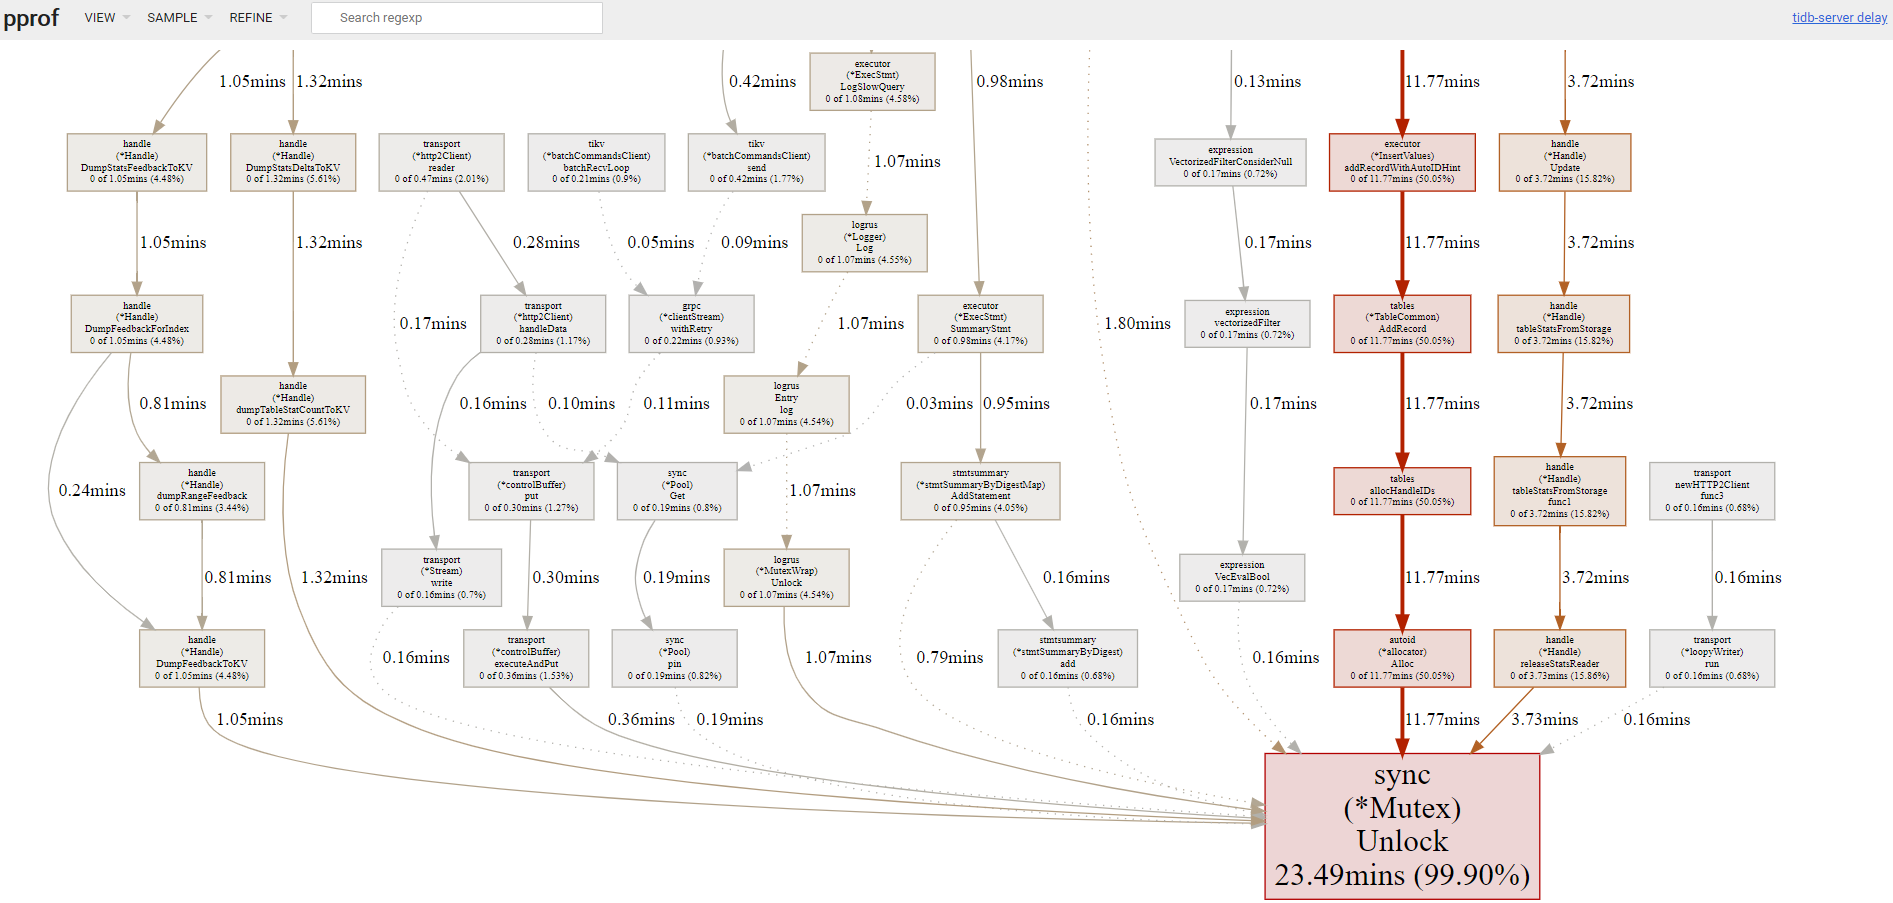 pprof
VIEW
SAMPLE
REFINE
Search regexp
tidb-server delay
1.05mins
1.32mins
0.42mins
executor
(*ExecStmt)
LogSlowQuery
0 of 1.08mins (4.58%)
0.98mins
0.13mins
11.77mins
3.72mins
handle
(*Handle)
DumpStatsFeedbackToKV
0 of 1.05mins (4.48%)
handle
(*Handle)
DumpStatsDeltaToKV
0 of 1.32mins (5.61%)
transport
(*http2Client)
reader
0 of 0.47mins (2.01%)
tikv
(*batchCommandsClient)
batchRecvLoop
0 of 0.21mins (0.9%)
tikv
(*batchCommandsClient)
send
0 of 0.42mins (1.77%)
1.07mins
expression
VectorizedFilterConsiderNull
0 of 0.17mins (0.72%)
executor
(*InsertValues)
addRecordWithAutoIDHint
0 of 11.77mins (50.05%)
handle
(*Handle)
Update
0 of 3.72mins (15.82%)
1.05mins
1.32mins
0.28mins
0.05mins
0.09mins
logrus
(*Logger)
Log
0 of 1.07mins (4.55%)
0.17mins
11.77mins
3.72mins
handle
(*Handle)
DumpFeedbackForIndex
0 of 1.05mins (4.48%)
0.17mins
transport
(*http2Client)
handleData
0 of 0.28mins (1.17%)
grpc
(*clientStream)
withRetry
0 of 0.22mins (0.93%)
1.07mins
executor
(*ExecStmt)
SummaryStmt
0 of 0.98mins (4.17%)
1.80mins
expression
vectorizedFilter
0 of 0.17mins (0.72%)
tables
(*TableCommon)
AddRecord
0 of 11.77mins (50.05%)
handle
(*Handle)
tableStatsFromStorage
0 of 3.72mins (15.82%)
0.81mins
handle
(*Handle)
dumpTableStatCountToKV
0 of 1.32mins (5.61%)
0.16mins
0.10mins
0.11mins
logrus
Entry
log
0 of 1.07mins (4.54%)
0.03mins
0.95mins
0.17mins
11.77mins
3.72mins
0.24mins
handle
(*Handle)
dumpRangeFeedback
0 of 0.81mins (3.44%)
transport
(*controlBuffer)
put
0 of 0.30mins (1.27%)
sync
(*Pool)
Get
0 of 0.19mins (0.8%)
1.07mins
stmtsummary
(*stmtSummaryByDigestMap)
AddStatement
0 of 0.95mins (4.05%)
tables
allocHandleIDs
0 of 11.77mins (50.05%)
handle
(*Handle)
tableStatsFromStorage
func1
0 of 3.72mins (15.82%)
transport
newHTTP2Client
func3
0 of 0.16mins (0.68%)
0.81mins
1.32mins
transport
(*Stream)
write
0 of 0.16mins (0.7%)
0.30mins
0.19mins
logrus
(*MutexWrap)
Unlock
0 of 1.07mins (4.54%)
0.16mins
expression
VecEvalBool
0 of 0.17mins (0.72%)
11.77mins
3.72mins
0.16mins
handle
(*Handle)
DumpFeedbackToKV
0 of 1.05mins (4.48%)
0.16mins
transport
(*controlBuffer)
executeAndPut
0 of 0.36mins (1.53%)
sync
(*Pool)
pin
0 of 0.19mins (0.82%)
1.07mins
0.79mins
stmtsummary
(*stmtSummaryByDigest)
add
0 of 0.16mins (0.68%)
0.16mins
autoid
(*allocator)
Alloc
0 of 11.77mins (50.05%)
handle
(*Handle)
releaseStatsReader
0 of 3.73mins (15.86%)
transport
(*loopyWriter)
run
0 of 0.16mins (0.68%)
1.05mins
0.36mins
0.19mins
0.16mins
11.77mins
3.73mins
0.16mins
sync
(*Mutex)
Unlock
23.49mins (99.90%)